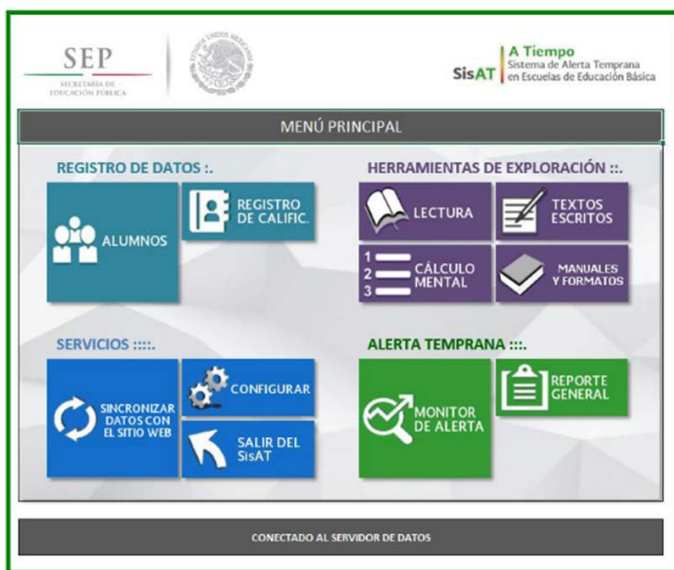 SEP
SECRETARÍA DE
EDUCACIÓN PÚBLICA
ESTADOS UNIDOS MEXICANOS
SisAT
A Tiempo
Sistema de Alerta Temprana
en Escuelas de Educación Básica
MENÚ PRINCIPAL
REGISTRO DE DATOS :.
ALUMNOS
REGISTRO
DE CALIFIC.
HERRAMIENTAS DE EXPLORACIÓN ::.
LECTURA
TEXTOS
ESCRITOS
1
2
3
CÁLCULO
MENTAL
MANUALES
Y FORMATOS
SERVICIOS ::::.
SINCRONIZAR
DATOS CON
EL SITIO WEB
CONFIGURAR
SALIR DEL
SisAT
ALERTA TEMPRANA :::.
MONITOR
DE ALERTA
REPORTE
GENERAL
CONECTADO AL SERVIDOR DE DATOS